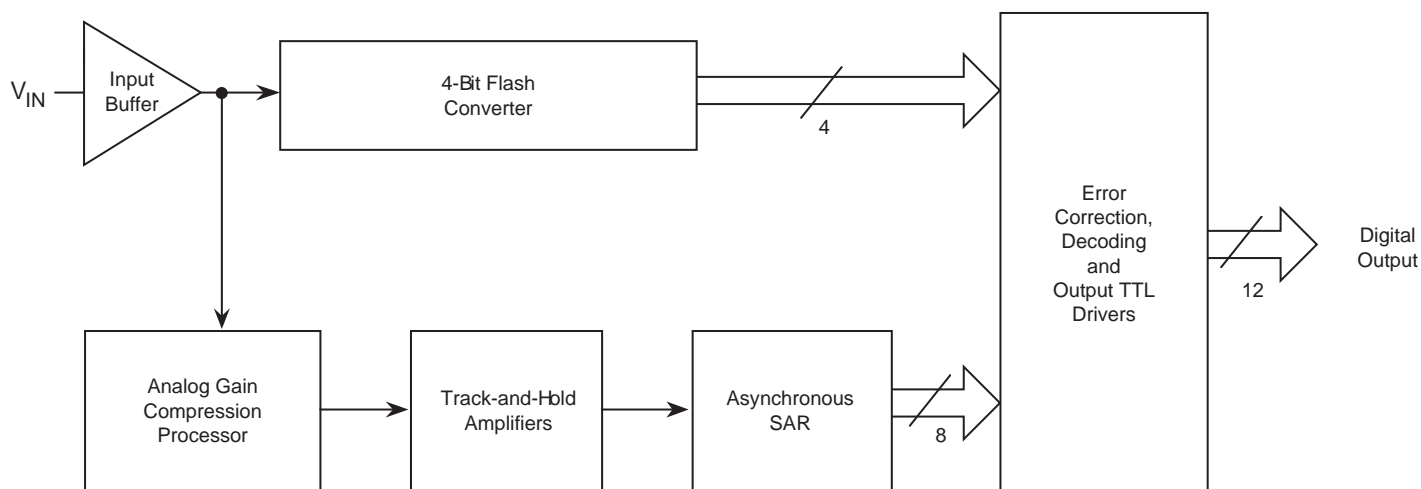 V_IN
Input
Buffer
4-Bit Flash
Converter
4
Error
Correction,
Decoding
and
Output TTL
Drivers
12
Digital
Output
Analog Gain
Compression
Processor
Track-and-Hold
Amplifiers
Asynchronous
SAR
8